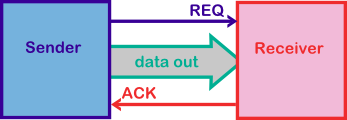 REQ
Sender
data out
Receiver
ACK